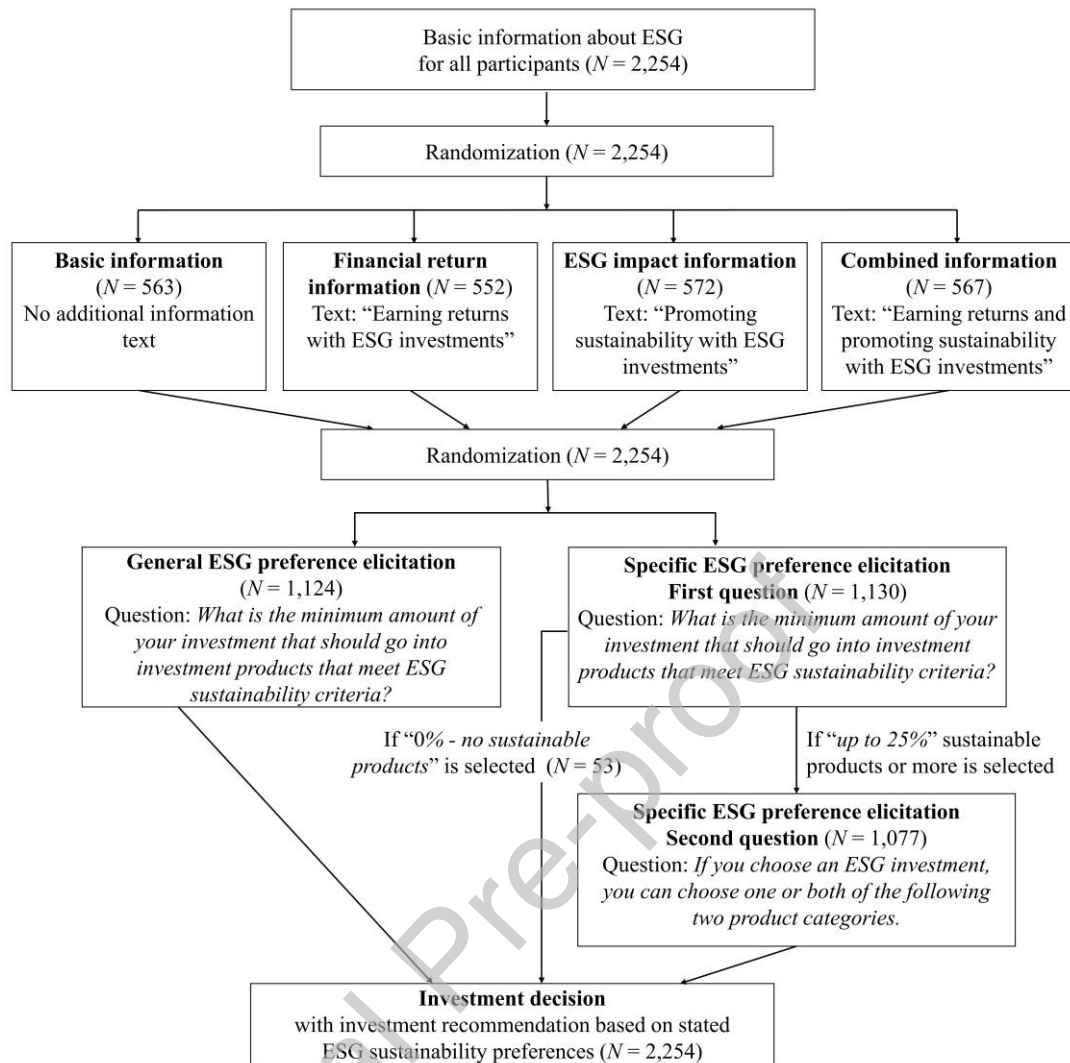 Basic information about ESG
for all participants (N = 2,254)
Randomization (N = 2,254)
Basic information
(N = 563)
No additional information
text
Financial return
information (N = 552)
Text: “Earning returns
with ESG investments”
ESG impact information
(N = 572)
Text: “Promoting
sustainability with ESG
investments”
Combined information
(N = 567)
Text: “Earning returns and
promoting sustainability
with ESG investments”
Randomization (N = 2,254)
General ESG preference elicitation
(N = 1,124)
Question: What is the minimum amount of
your investment that should go into
investment products that meet ESG
sustainability criteria?
Specific ESG preference elicitation
First question (N = 1,130)
Question: What is the minimum amount of your
investment that should go into investment
products that meet ESG sustainability criteria?
If “0% - no sustainable
products” is selected (N = 53)
If “up to 25%” sustainable
products or more is selected
Specific ESG preference elicitation
Second question (N = 1,077)
Question: If you choose an ESG investment,
you can choose one or both of the following
two product categories.
Investment decision
with investment recommendation based on stated
ESG sustainability preferences (N = 2,254)
Pre-proof